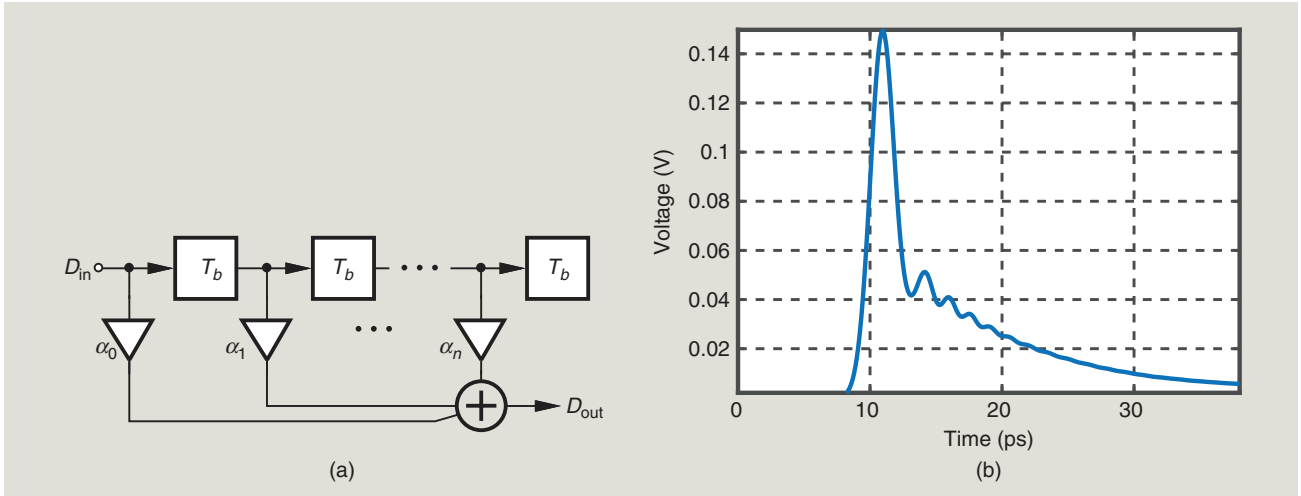 D_in
T_b
T_b
• • •
T_b
• • •
α_0
α_1
α_n
+
D_out
(a)
Voltage (V)
0.14
0.12
0.1
0.08
0.06
0.04
0.02
0
10
20
30
Time (ps)
(b)